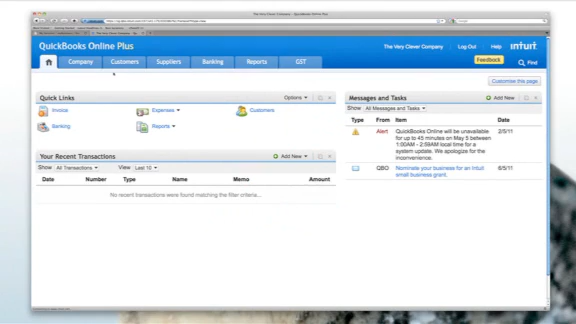 The Very Clever Company - QuickBooks Online Plus
QuickBooks Online Plus
The Very Clever Company
Log Out
Help
intuit
Feedback
Find
Company
Customers
Suppliers
Banking
Reports
GST
Customise this page
Quick Links
Options
Invoice
Expenses
Customers
Banking
Reports
Your Recent Transactions
Add New
Show All Transactions
View Last 10
Date Number Type Name Memo Amount
No recent transactions were found matching the filter criteria...
Messages and Tasks
Add New
Show All Messages and Tasks
Type From Item Date
Alert QuickBooks Online will be unavailable 2/5/11
for up to 45 minutes on May 5 between
1:00AM - 2:59AM local time for a
system update. We apologize for the
inconvenience.
QBO Nominate your business for an Intuit 6/5/11
small business grant.